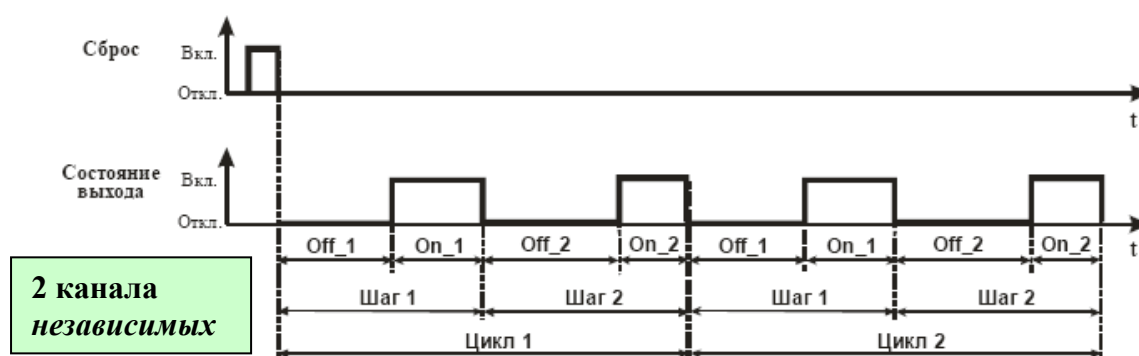 Сброс
Вкл.
Откл.
t
Состояние
выхода
Вкл.
Откл.
t
Off_1 On_1 Off_2 On_2 Off_1 On_1 Off_2 On_2
Шаг 1 Шаг 2 Шаг 1 Шаг 2
Цикл 1 Цикл 2
2 канала
независимых